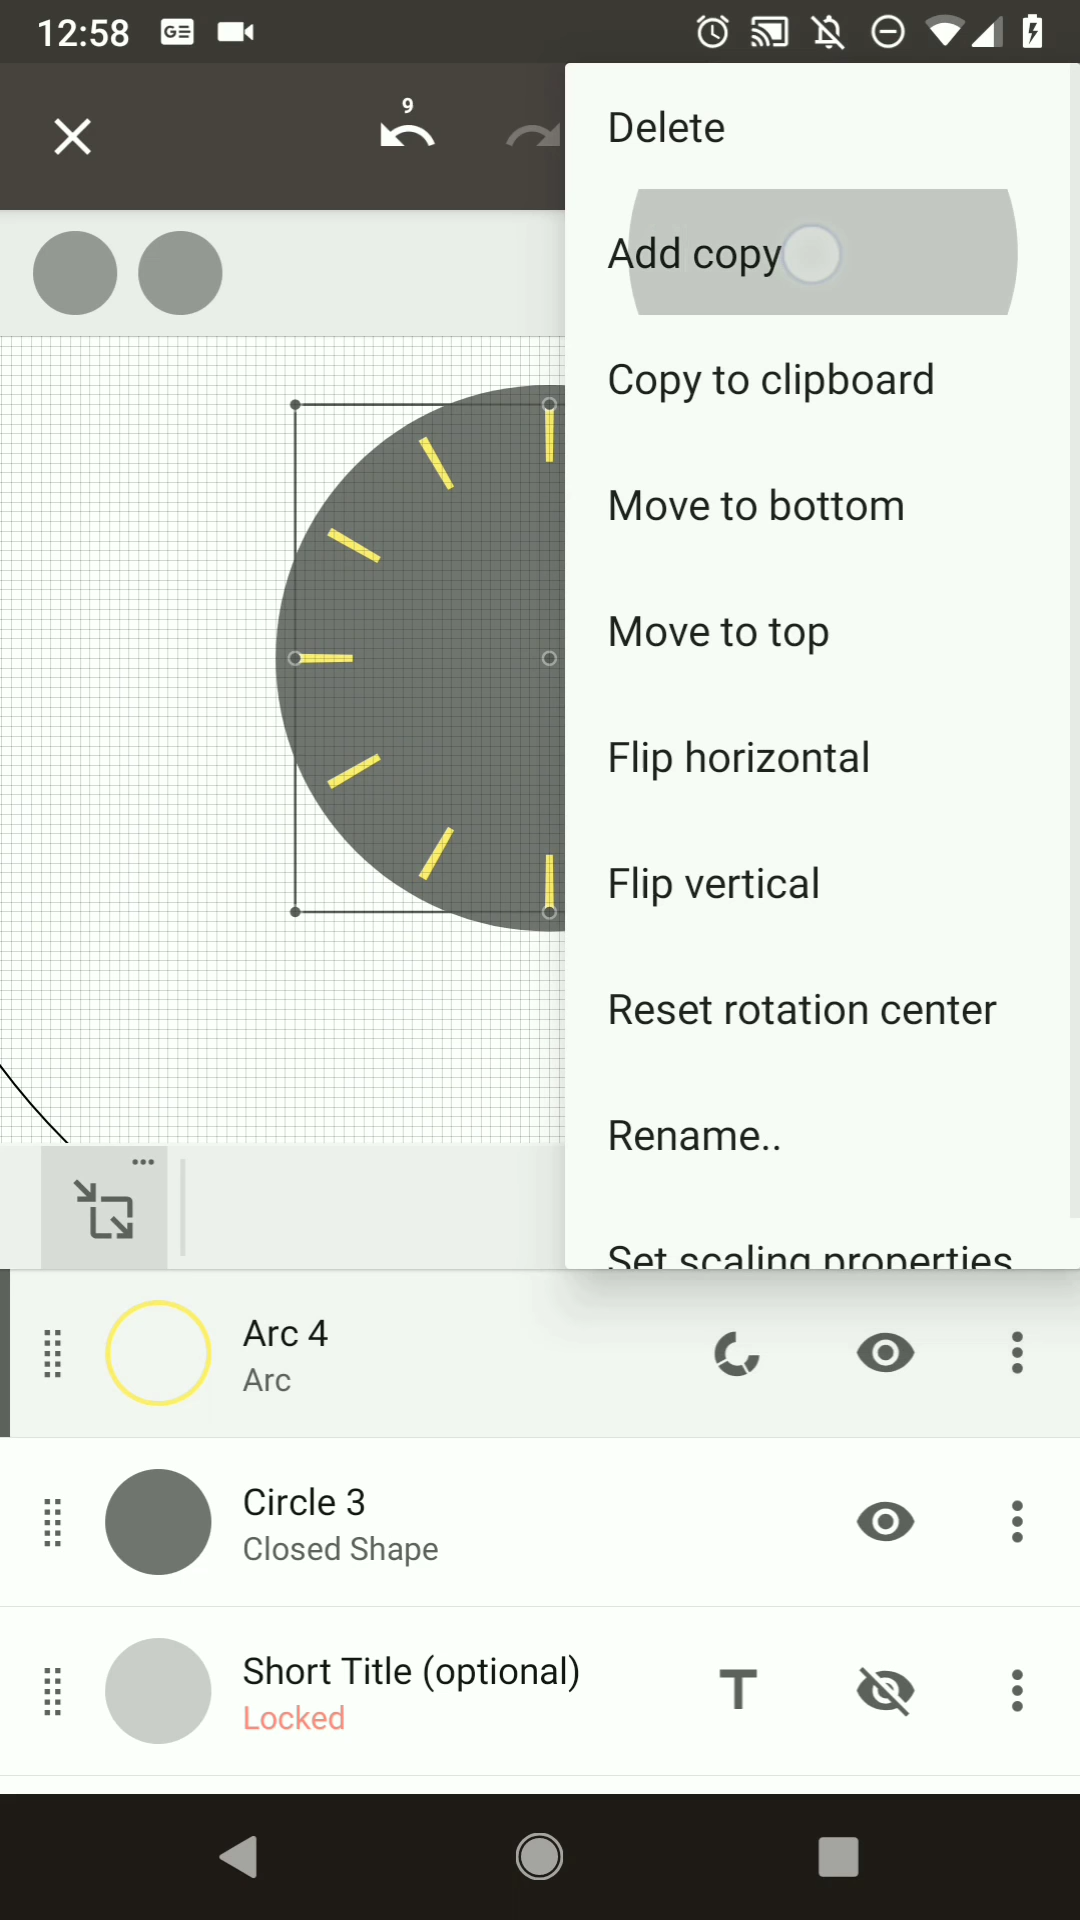 12:58
GE
9
Delete
Add copy
Copy to clipboard
Move to bottom
Move to top
Flip horizontal
Flip vertical
Reset rotation center
Rename..
Set scaling properties
Arc 4
Arc
Circle 3
Closed Shape
Short Title (optional)
T
Locked